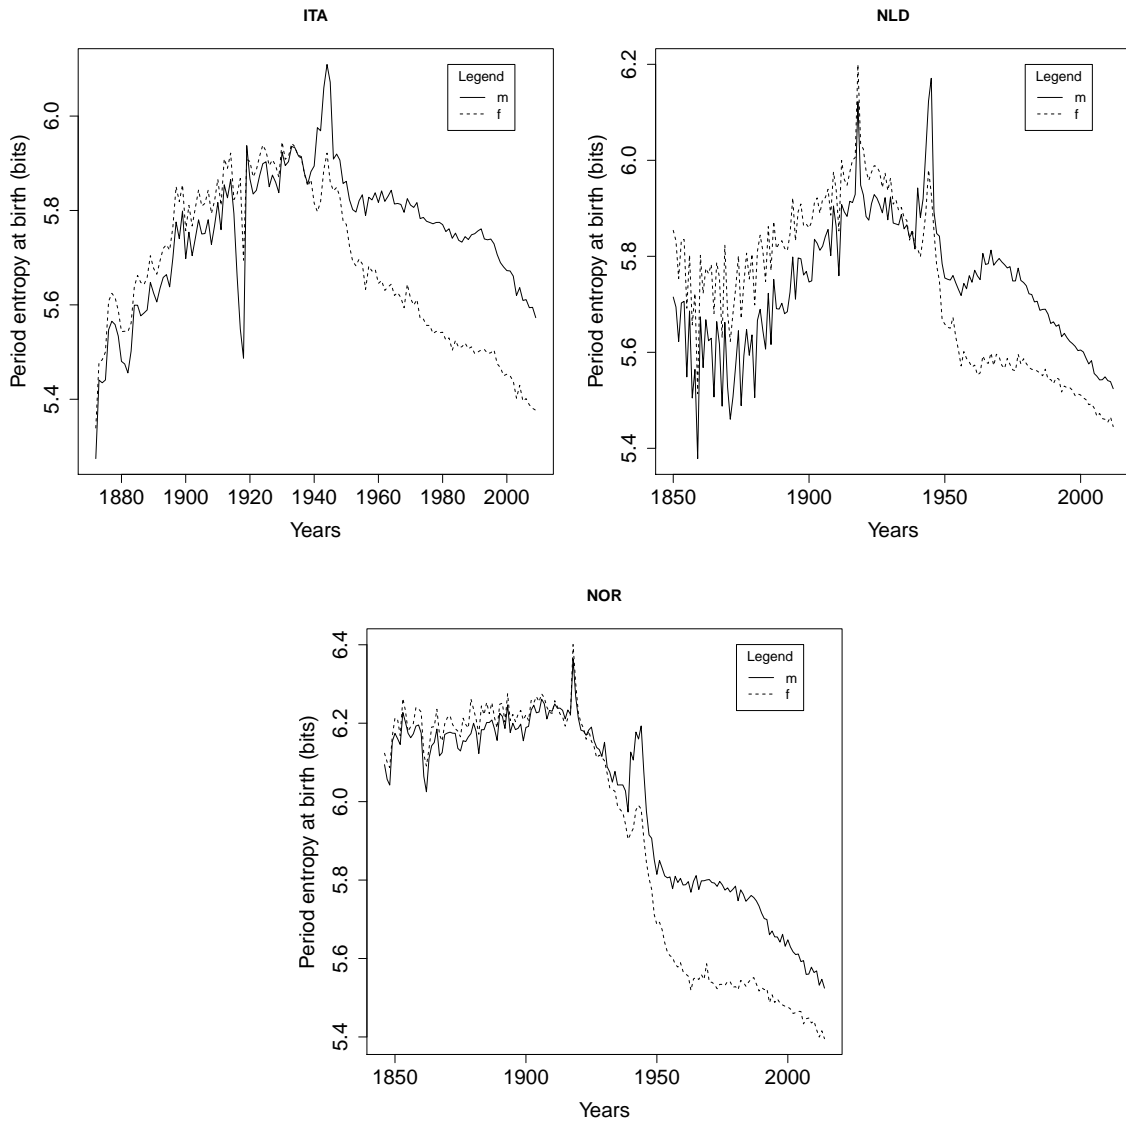 ITA
Period entropy at birth (bits)
6.0
5.8
5.6
5.4
Legend
m
f
1880 1900 1920 1940 1960 1980 2000
Years
NLD
Period entropy at birth (bits)
6.2
6.0
5.8
5.6
5.4
Legend
m
f
1850 1900 1950 2000
Years
NOR
Period entropy at birth (bits)
6.4
6.2
6.0
5.8
5.6
5.4
Legend
m
f
1850 1900 1950 2000
Years